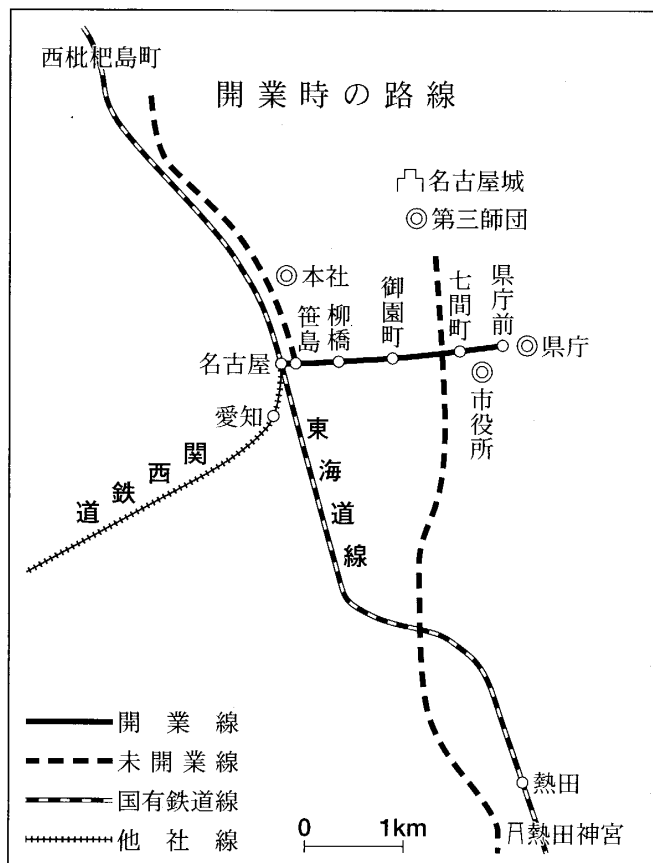 西枇杷島町
開業時の路線
名古屋城
第三師団
本社
笹島
柳橋
御園町
七間町
県庁前
県庁
名古屋
市役所
愛知
関西鉄道
東海道線
開業線
未開業線
国有鉄道線
他社線
0 1km
熱田
熱田神宮